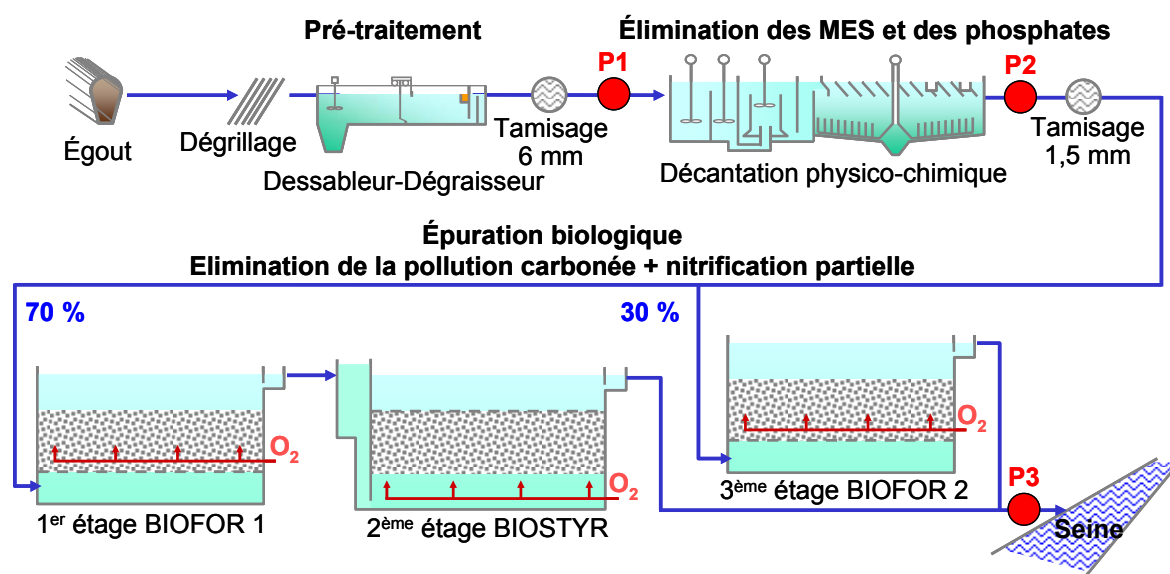 Pré-traitement
Élimination des MES et des phosphates
P1
P2
Égout
Dégrillage
Dessableur-Dégraisseur
Tamisage
6 mm
Décantation physico-chimique
Tamisage
1,5 mm
Épuration biologique
Elimination de la pollution carbonée + nitrification partielle
70 %
30 %
O2
O2
O2
1er étage BIOFOR 1
2ème étage BIOSTYR
3ème étage BIOFOR 2
P3
Seine